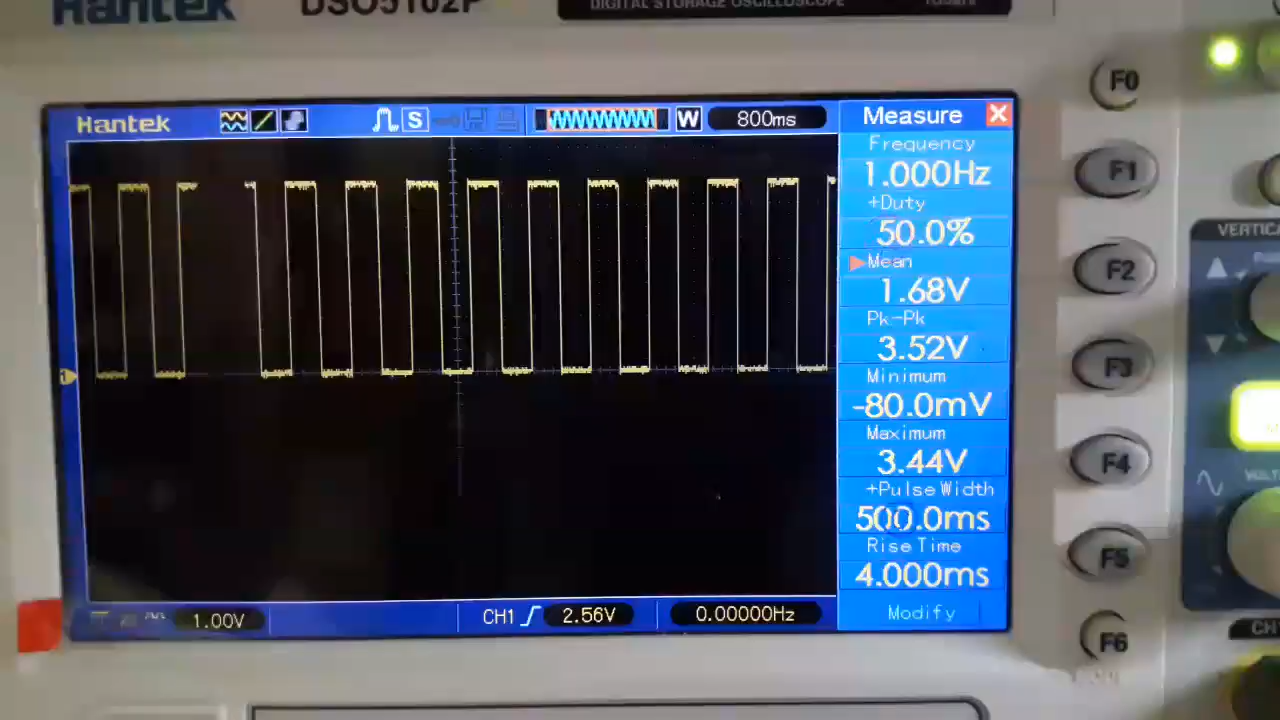 Hantek
DSO5102P
DIGITAL STORAGE OSCILLOSCOPE
Hantek
S
W
800ms
Measure
Frequency
1.000Hz
+Duty
50.0%
Mean
1.68V
Pk-Pk
3.52V
Minimum
-80.0mV
Maximum
3.44V
+Pulse Width
500.0ms
Rise Time
4.000ms
Modify
1
1.00V
CH1
2.56V
0.00000Hz
F0
F1
F2
F3
F4
F5
F6